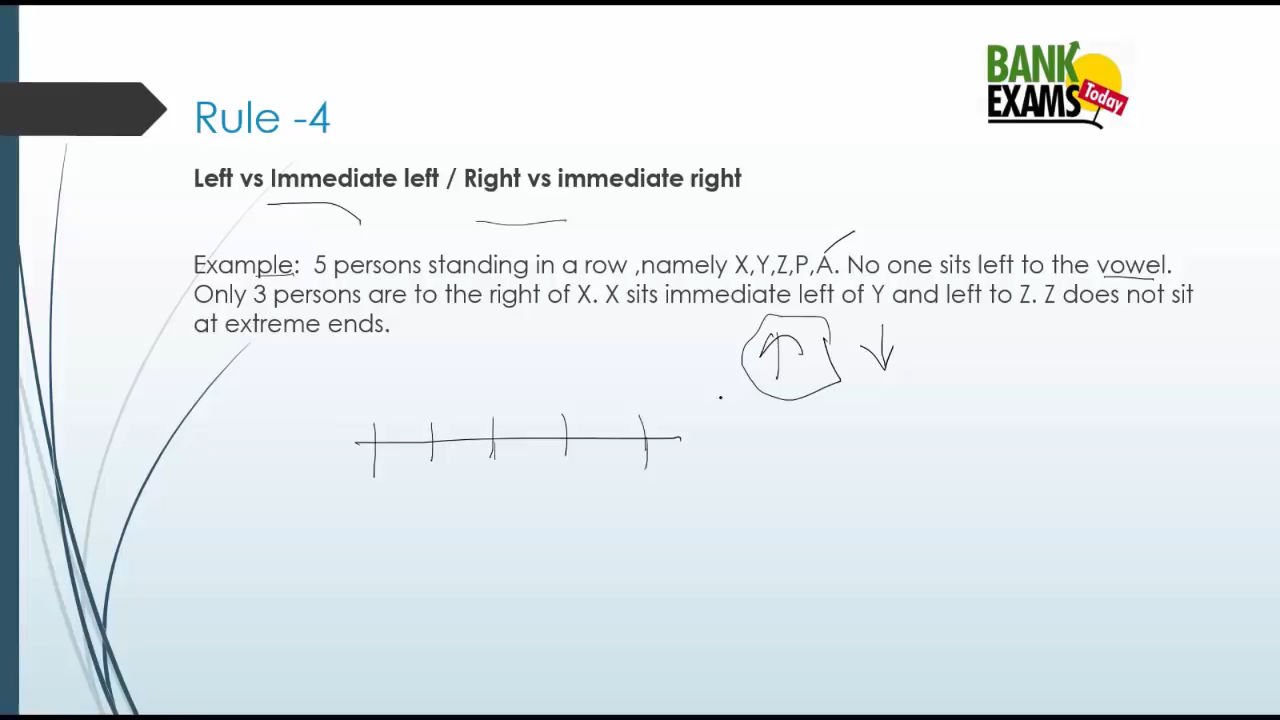 BANK
EXAMS
Today
Rule -4
Left vs Immediate left / Right vs immediate right
Example:  5 persons standing in a row ,namely X,Y,Z,P,A. No one sits left to the vowel.
Only 3 persons are to the right of X. X sits immediate left of Y and left to Z. Z does not sit
at extreme ends.